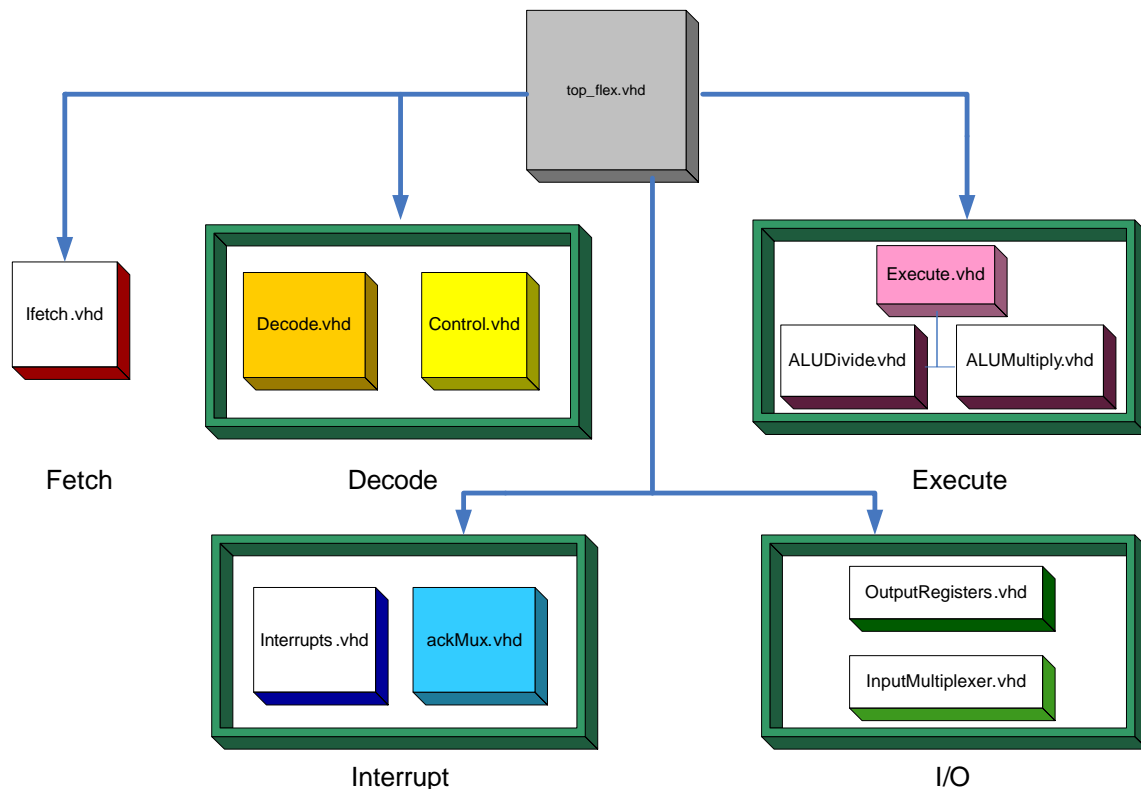 top_flex.vhd
Ifetch.vhd
Decode.vhd
Control.vhd
Execute.vhd
ALUDivide.vhd
ALUMultiply.vhd
Fetch
Decode
Execute
Interrupts.vhd
ackMux.vhd
OutputRegisters.vhd
InputMultiplexer.vhd
Interrupt
I/O